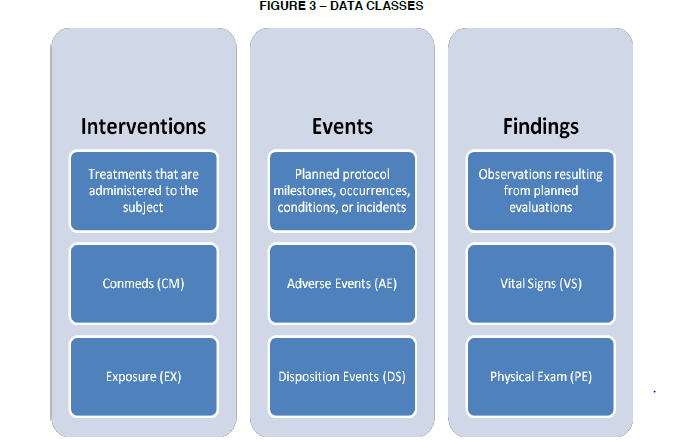 FIGURE 3 – DATA CLASSES
Interventions
Treatments that are
administered to the
subject
Conmeds (CM)
Exposure (EX)
Events
Planned protocol
milestones, occurrences,
conditions, or incidents
Adverse Events (AE)
Disposition Events (DS)
Findings
Observations resulting
from planned
evaluations
Vital Signs (VS)
Physical Exam (PE)